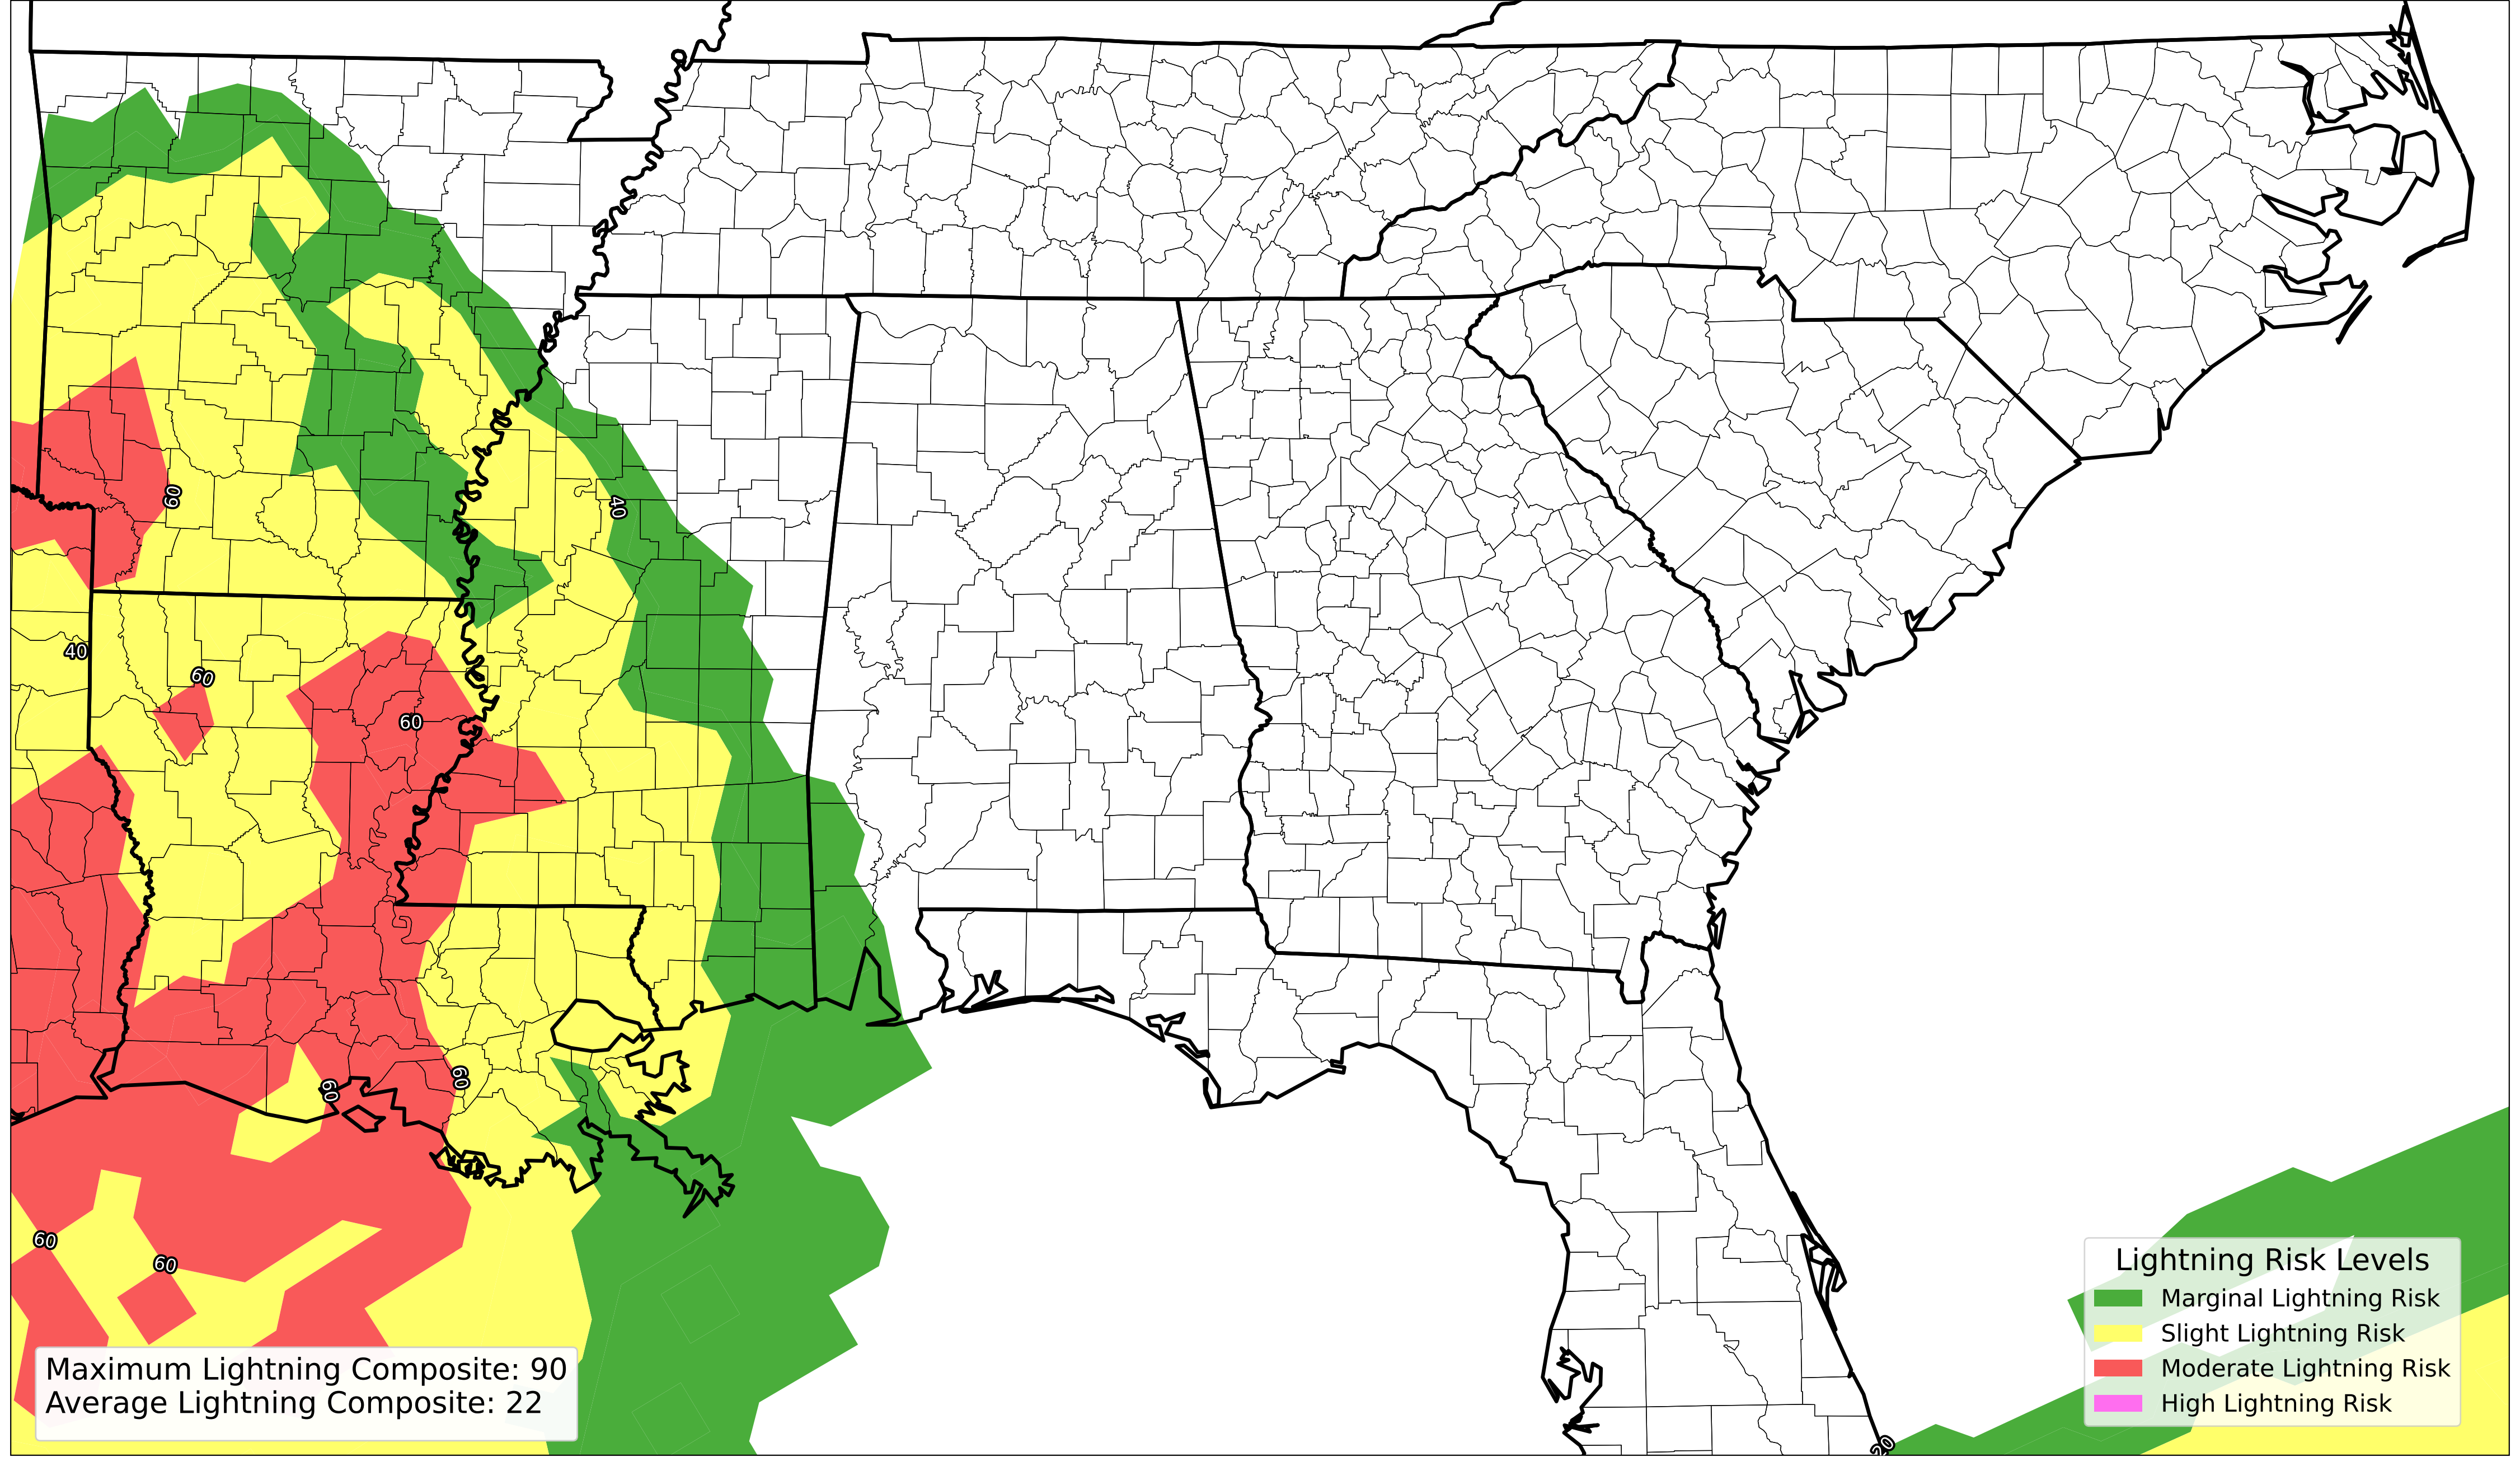 60
40
40
60
60
60
60
60
60
Lightning Risk Levels
Marginal Lightning Risk
Slight Lightning Risk
Moderate Lightning Risk
High Lightning Risk
Maximum Lightning Composite: 90
Average Lightning Composite: 22
20